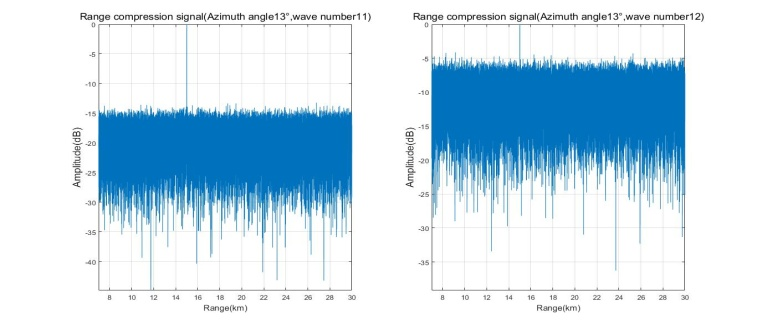 Range compression signal(Azimuth angle13°,wave number11)
0
-5
-10
-15
-20
-25
-30
-35
-40
Amplitude(dB)
8 10 12 14 16 18 20 22 24 26 28 30
Range(km)
Range compression signal(Azimuth angle13°,wave number12)
0
-5
-10
-15
-20
-25
-30
-35
Amplitude(dB)
8 10 12 14 16 18 20 22 24 26 28 30
Range(km)